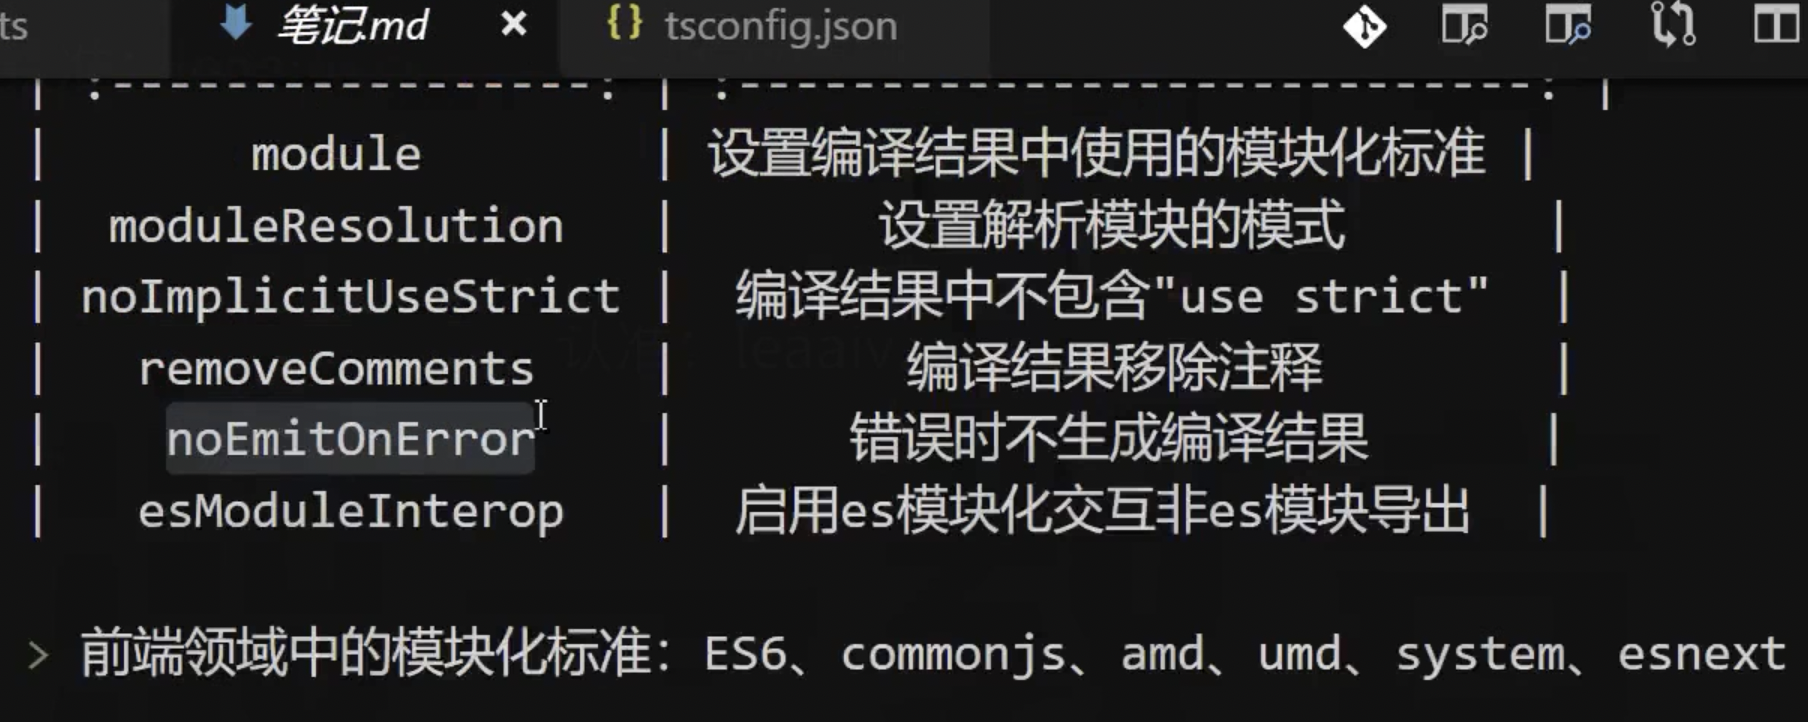 ts 笔记.md × {} tsconfig.json
| :----------------: | :----------------------------: |
| module | 设置编译结果中使用的模块化标准 |
| moduleResolution | 设置解析模块的模式 |
| noImplicitUseStrict | 编译结果中不包含"use strict" |
| removeComments | 编译结果移除注释 |
| noEmitOnError | 错误时不生成编译结果 |
| esModuleInterop | 启用es模块化交互非es模块导出 |
> 前端领域中的模块化标准：ES6、commonjs、amd、umd、system、esnext